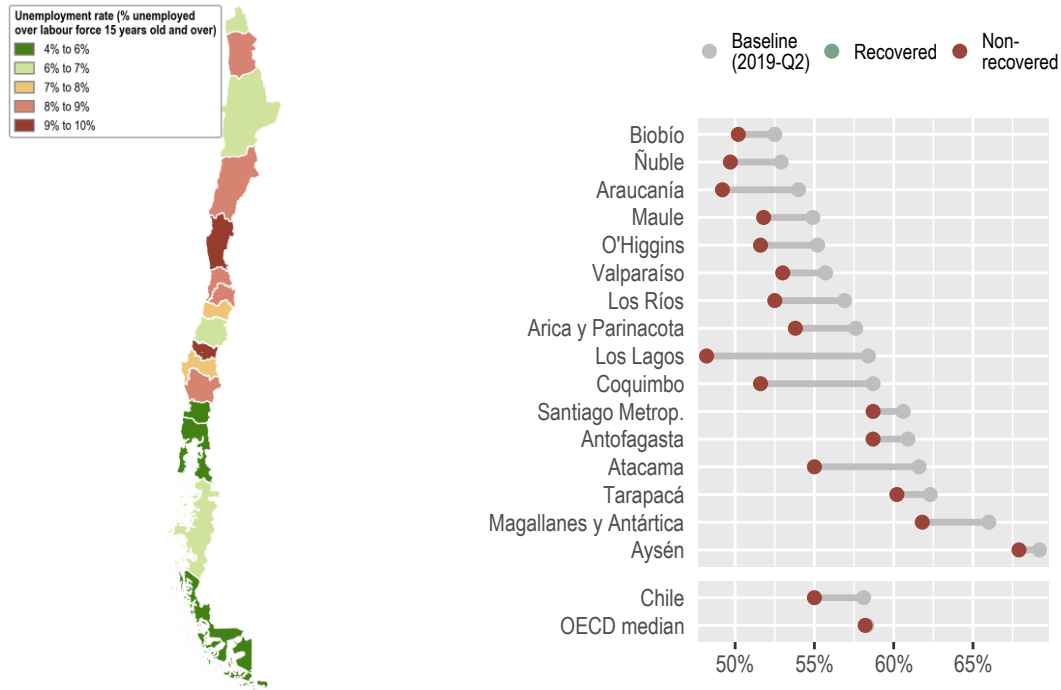 Unemployment rate (% unemployed
over labour force 15 years old and over)
4% to 6%
6% to 7%
7% to 8%
8% to 9%
9% to 10%
Baseline
(2019-Q2)
Recovered
Non-
recovered
Biobío
Ñuble
Araucanía
Maule
O'Higgins
Valparaíso
Los Ríos
Arica y Parinacota
Los Lagos
Coquimbo
Santiago Metrop.
Antofagasta
Atacama
Tarapacá
Magallanes y Antártica
Aysén
Chile
OECD median
50% 55% 60% 65%